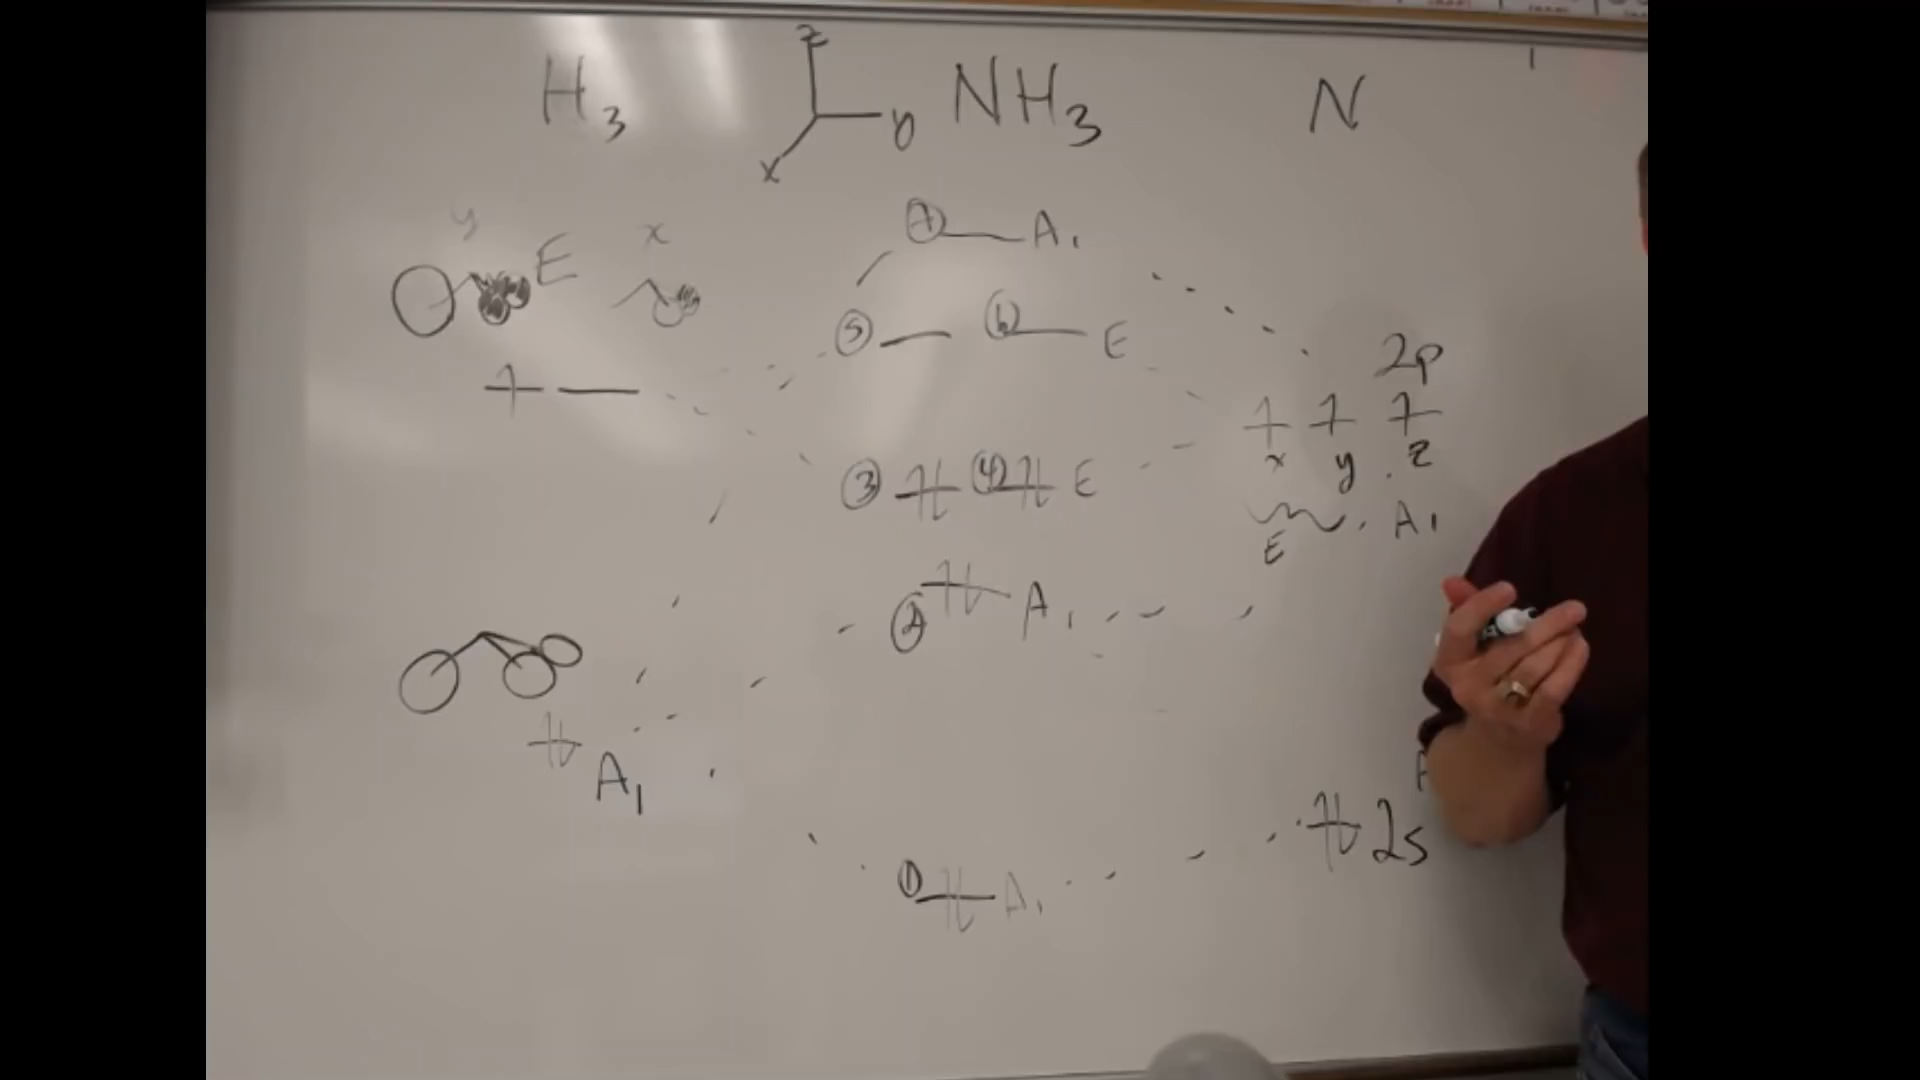 H3 NH3 N
z
y
x
y E x
7 A1
5 6 E
2p
x y z
3 4 E
E A1
2 A1
A1
2s
1 A1